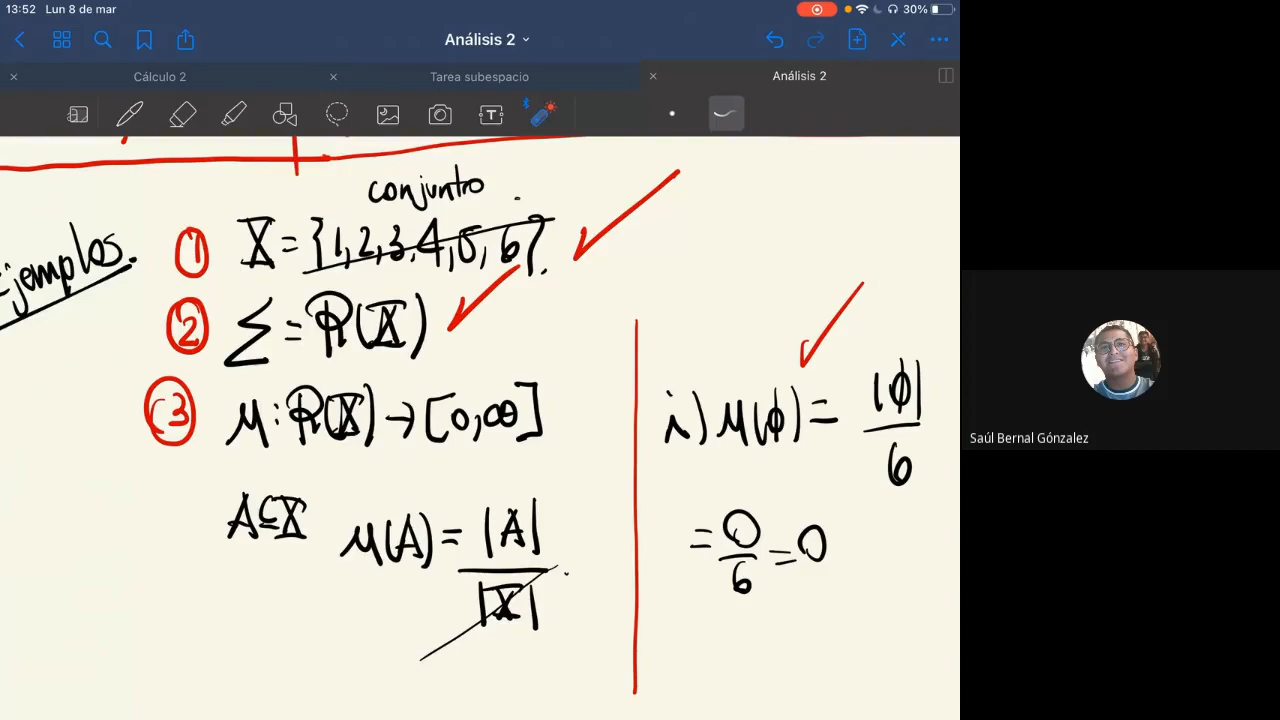 13:52 Lun 8 de mar 30%
Análisis 2
Cálculo 2 Tarea subespacio Análisis 2
conjunto
Ejemplos. ① X = {1,2,3,4,5,6}.
② Σ = P(X)
③ μ: P(X) → [0,∞]
A⊆X μ(A) = |A| / |X|
i) μ(ϕ) = |ϕ| / 6
= 0/6 = 0
Saúl Bernal Gónzalez